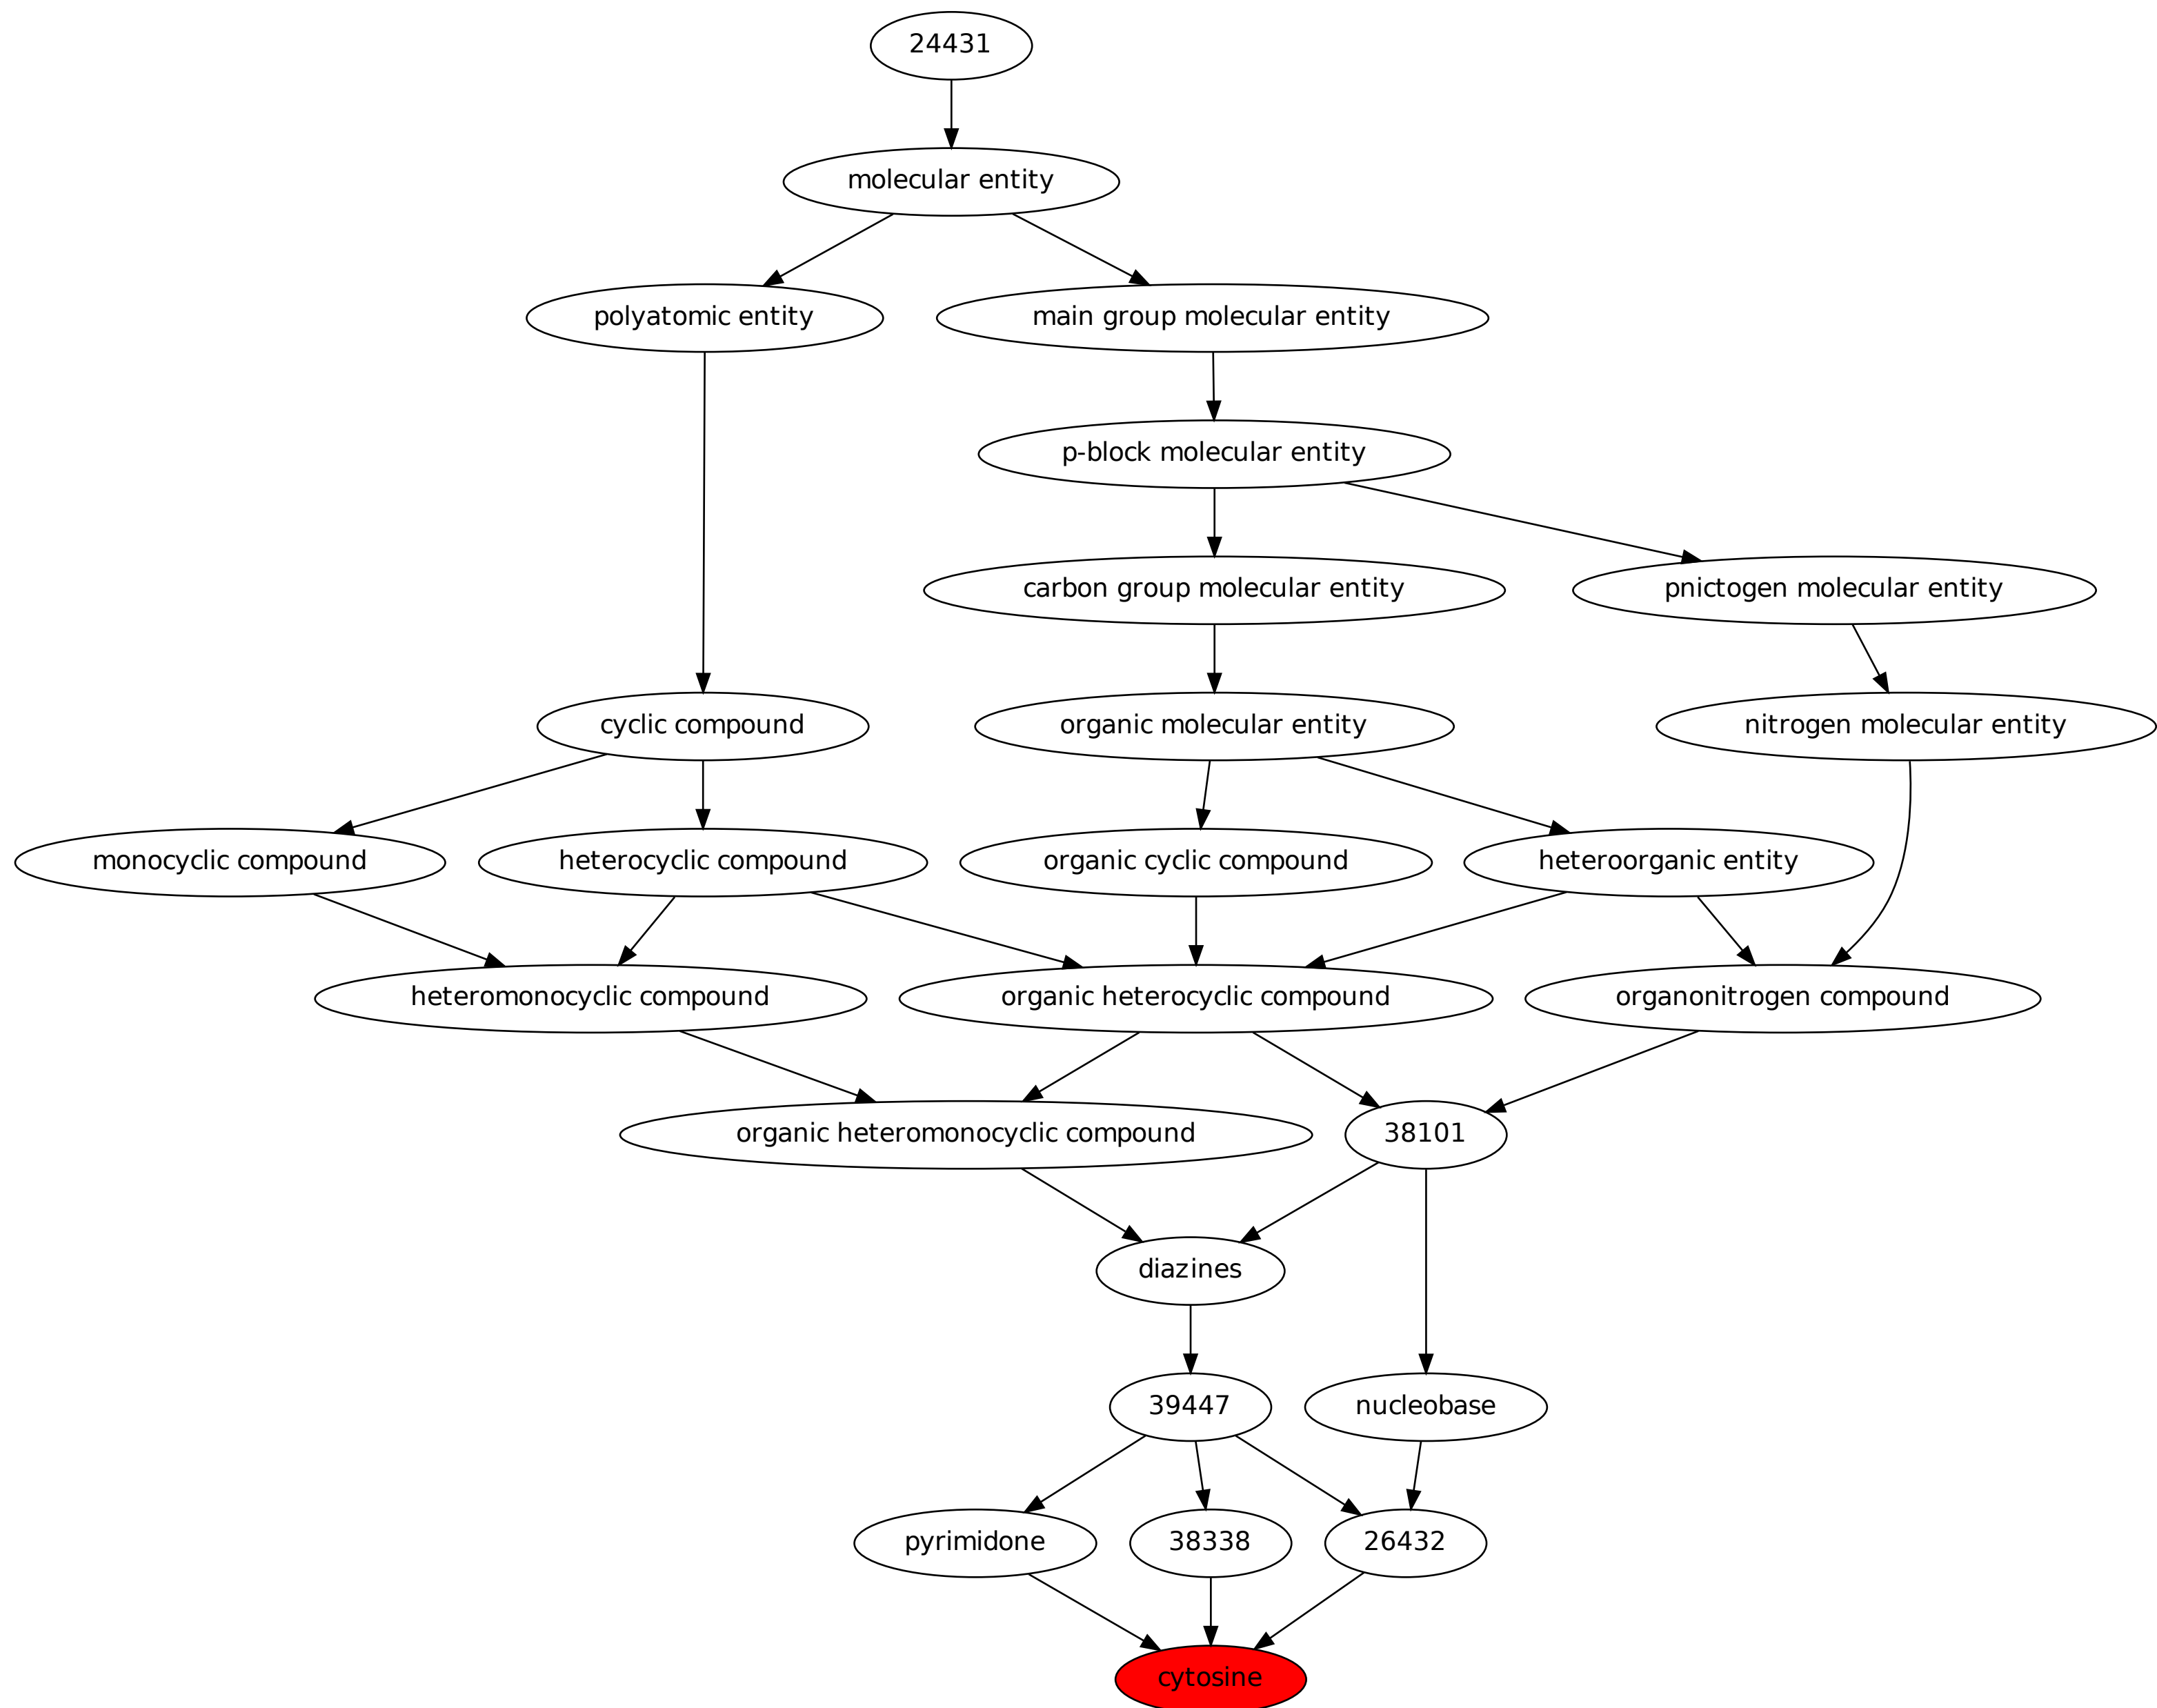 24431
molecular entity
polyatomic entity
main group molecular entity
p-block molecular entity
carbon group molecular entity
pnictogen molecular entity
cyclic compound
organic molecular entity
nitrogen molecular entity
monocyclic compound
heterocyclic compound
organic cyclic compound
heteroorganic entity
heteromonocyclic compound
organic heterocyclic compound
organonitrogen compound
organic heteromonocyclic compound
38101
diazines
39447
nucleobase
pyrimidone
38338
26432
cytosine